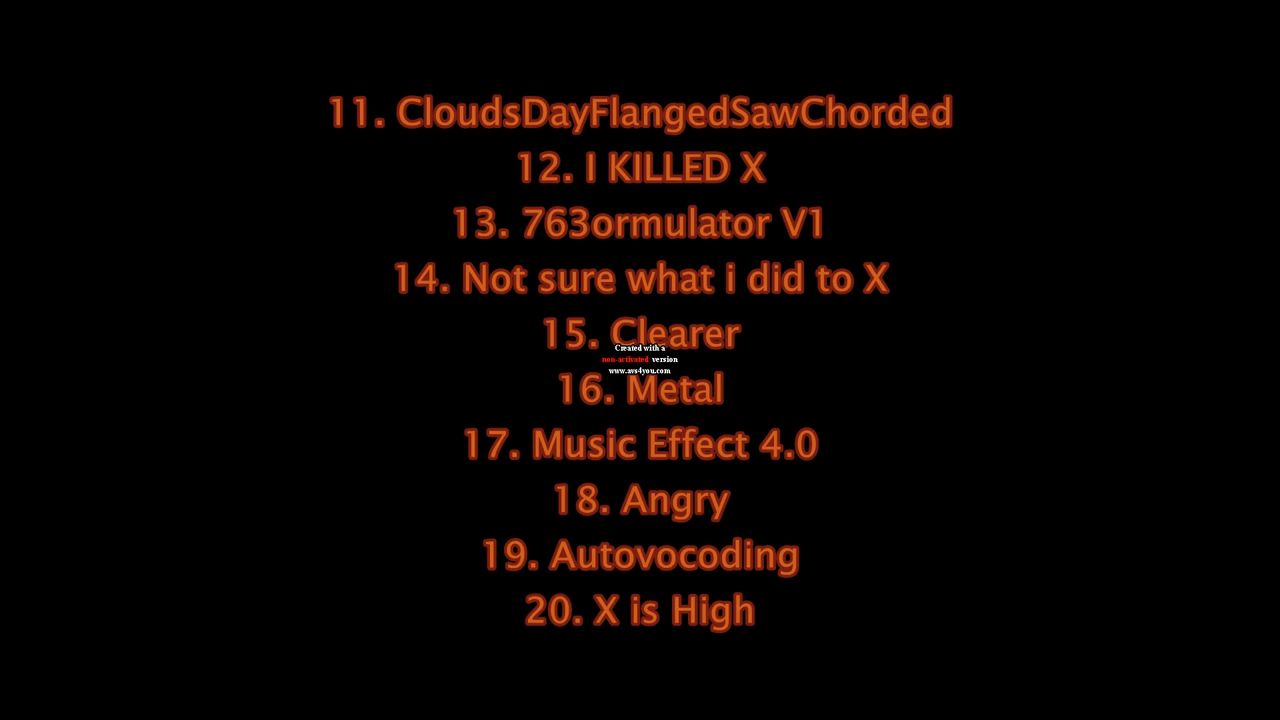 11. CloudsDayFlangedSawChorded
12. I KILLED X
13. 763ormulator V1
14. Not sure what i did to X
15. Clearer
Created with a
non-activated version
www.avs4you.com
16. Metal
17. Music Effect 4.0
18. Angry
19. Autovocoding
20. X is High